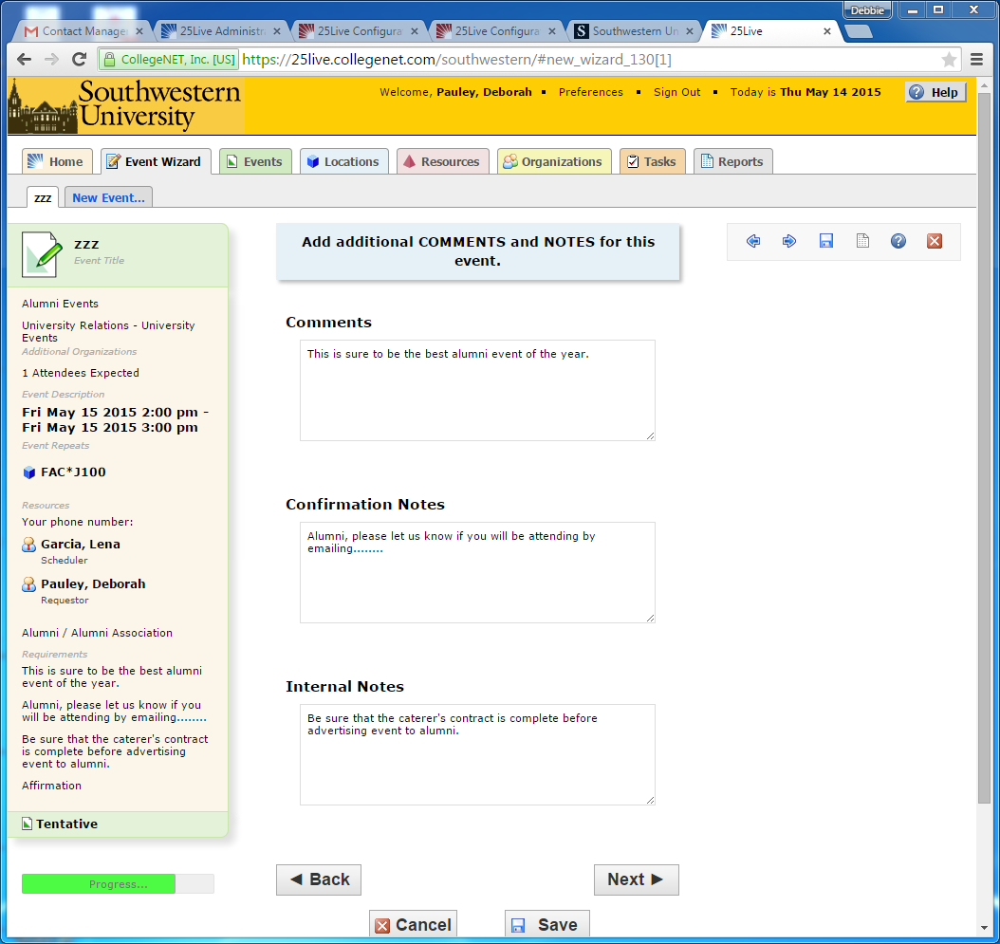 Debbie
Contact Manage
25Live Administra
25Live Configura
25Live Configura
Southwestern Un
25Live
CollegeNET, Inc. [US]
https://25live.collegenet.com/southwestern/#new_wizard_130[1]
Southwestern
University
Welcome, Pauley, Deborah ▪ Preferences ▪ Sign Out ▪ Today is Thu May 14 2015
Help
Home
Event Wizard
Events
Locations
Resources
Organizations
Tasks
Reports
zzz
New Event...
zzz
Event Title
Alumni Events
University Relations - University
Events
Additional Organizations
1 Attendees Expected
Event Description
Fri May 15 2015 2:00 pm -
Fri May 15 2015 3:00 pm
Event Repeats
FAC*J100
Resources
Your phone number:
Garcia, Lena
Scheduler
Pauley, Deborah
Requestor
Alumni / Alumni Association
Requirements
This is sure to be the best alumni
event of the year.
Alumni, please let us know if you
will be attending by emailing........
Be sure that the caterer's contract
is complete before advertising
event to alumni.
Affirmation
Tentative
Progress...
Add additional COMMENTS and NOTES for this
event.
Comments
This is sure to be the best alumni event of the year.
Confirmation Notes
Alumni, please let us know if you will be attending by
emailing........
Internal Notes
Be sure that the caterer's contract is complete before
advertising event to alumni.
Back
Next
Cancel
Save